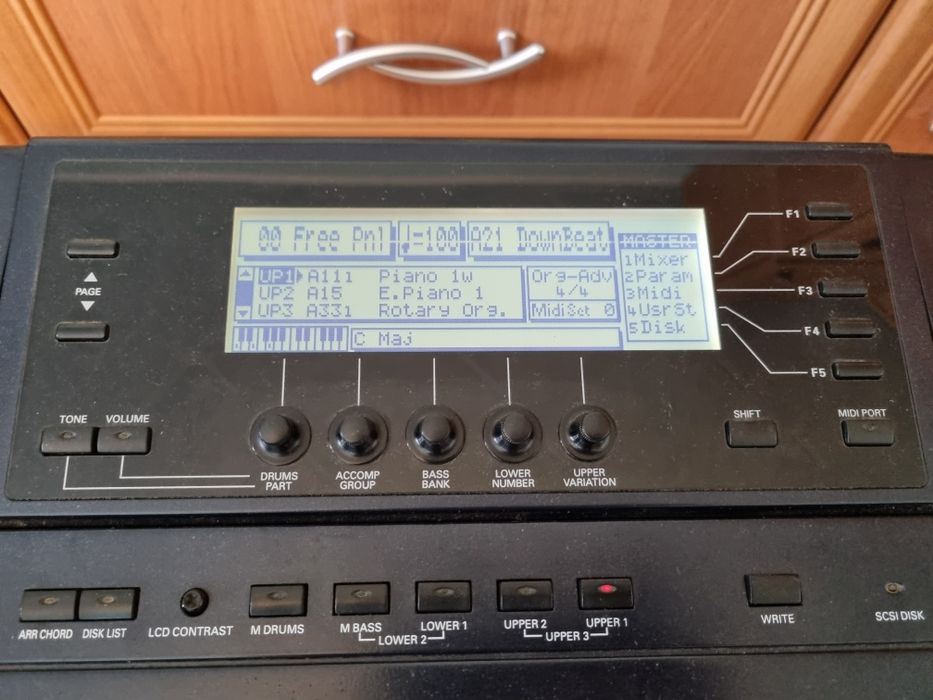 00 Free Pnl ♩=100 A21 DownBeat
MASTER
UP1 A111 Piano 1w
UP2 A15 E.Piano 1
UP3 A331 Rotary Org.
Org-Adv
4/4
MidiSet 0
1Mixer
2Param
3Midi
4UsrSt
5Disk
C Maj
F1
F2
F3
F4
F5
PAGE
TONE VOLUME
DRUMS PART
ACCOMP GROUP
BASS BANK
LOWER NUMBER
UPPER VARIATION
SHIFT
MIDI PORT
ARR CHORD
DISK LIST
LCD CONTRAST
M DRUMS
M BASS
LOWER 1
LOWER 2
UPPER 2
UPPER 1
UPPER 3
WRITE
SCSI DISK